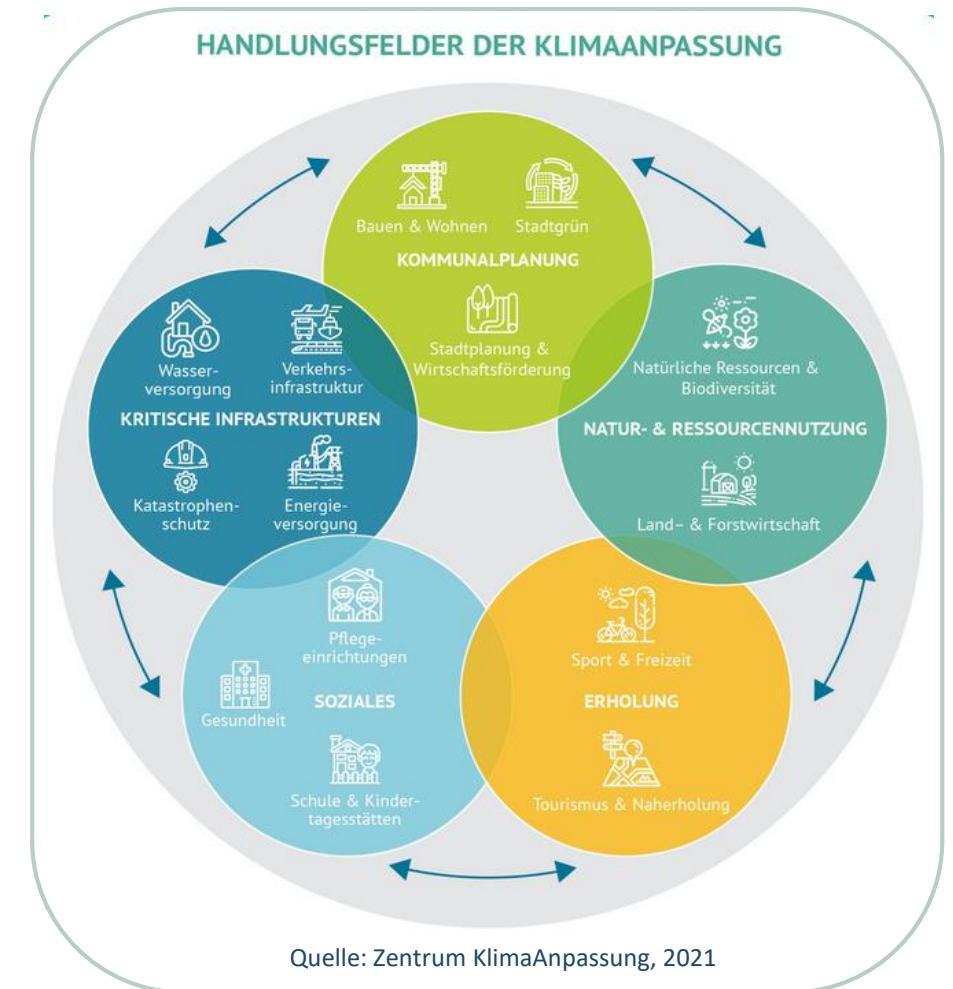 HANDLUNGSFELDER DER KLIMAANPASSUNG
Bauen & Wohnen
Stadtgrün
KOMMUNALPLANUNG
Stadtplanung &
Wirtschaftsförderung
Wasser-
versorgung
Verkehrs-
infrastruktur
KRITISCHE INFRASTRUKTUREN
Katastrophen-
schutz
Energie-
versorgung
Natürliche Ressourcen &
Biodiversität
NATUR- & RESSOURCENNUTZUNG
Land- & Forstwirtschaft
Pflege-
einrichtungen
Gesundheit
SOZIALES
Schule & Kinder-
tagesstätten
Sport & Freizeit
ERHOLUNG
Tourismus & Naherholung
Quelle: Zentrum KlimaAnpassung, 2021